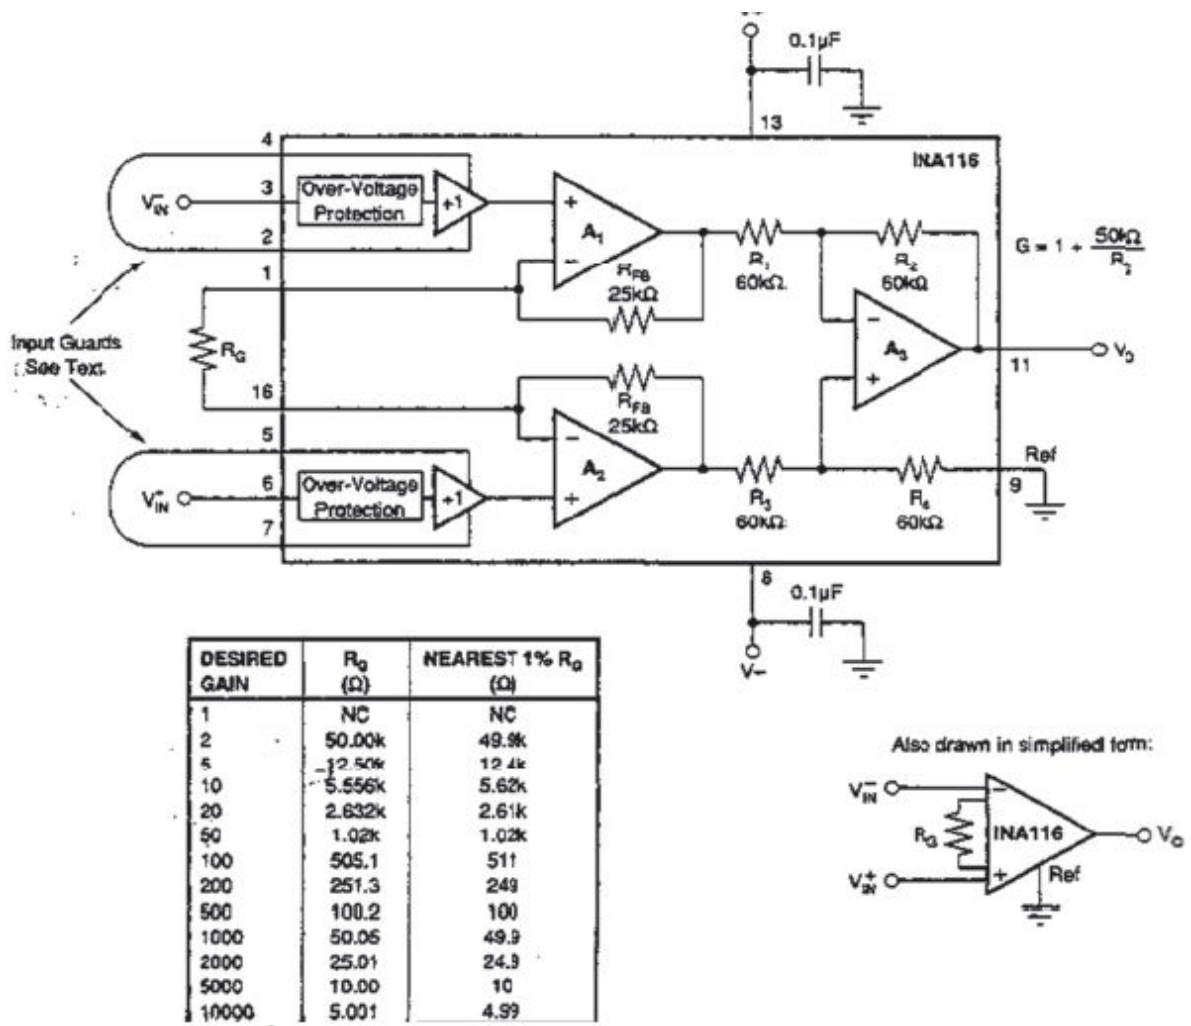 V+
0.1µF
13
4
INA116
3
Over-Voltage
Protection
+1
V⁻IN
+
A1
−
2
1
RFB
25kΩ
R1
60kΩ
R2
60kΩ
G = 1 + 50kΩ
RG
Input Guards
See Text
RG
−
A3
+
11
VO
16
RFB
25kΩ
5
−
A2
+
Ref
9
6
V⁺IN
Over-Voltage
Protection
+1
7
R3
60kΩ
R4
60kΩ
8
0.1µF
V−
DESIRED GAIN | RG (Ω) | NEAREST 1% RG (Ω)
1 NC NC
2 50.00k 49.9k
5 12.50k 12.4k
10 5.556k 5.62k
20 2.632k 2.61k
50 1.02k 1.02k
100 505.1 511
200 251.3 249
500 100.2 100
1000 50.05 49.9
2000 25.01 24.9
5000 10.00 10
10000 5.001 4.99
Also drawn in simplified form:
V⁻IN
−
RG
INA116
VO
V⁺IN
+
Ref